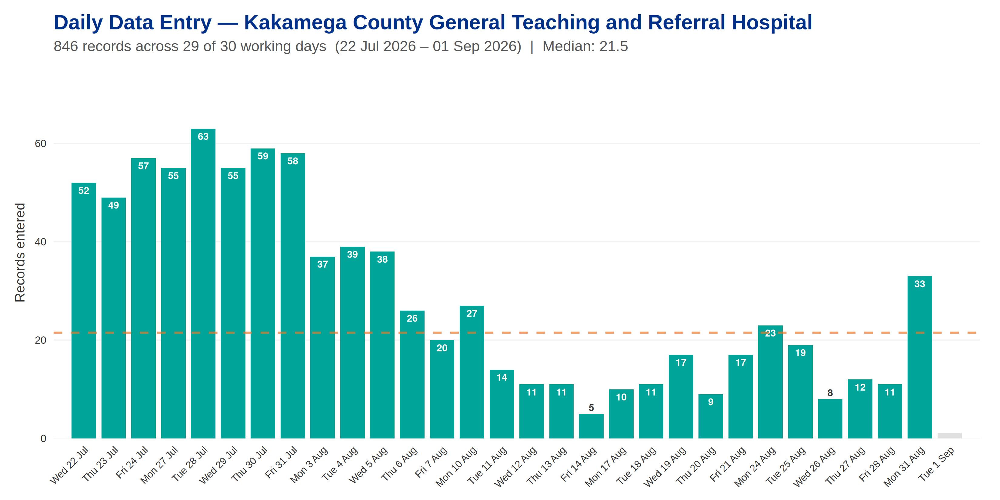 Daily Data Entry — Kakamega County General Teaching and Referral Hospital
846 records across 29 of 30 working days  (22 Jul 2026 – 01 Sep 2026)  |  Median: 21.5
Records entered
60
40
20
0
52
49
57
55
63
55
59
58
37
39
38
26
20
27
14
11
11
5
10
11
17
9
17
23
19
8
12
11
33
Wed 22 Jul
Thu 23 Jul
Fri 24 Jul
Mon 27 Jul
Tue 28 Jul
Wed 29 Jul
Thu 30 Jul
Fri 31 Jul
Mon 3 Aug
Tue 4 Aug
Wed 5 Aug
Thu 6 Aug
Fri 7 Aug
Mon 10 Aug
Tue 11 Aug
Wed 12 Aug
Thu 13 Aug
Fri 14 Aug
Mon 17 Aug
Tue 18 Aug
Wed 19 Aug
Thu 20 Aug
Fri 21 Aug
Mon 24 Aug
Tue 25 Aug
Wed 26 Aug
Thu 27 Aug
Fri 28 Aug
Mon 31 Aug
Tue 1 Sep